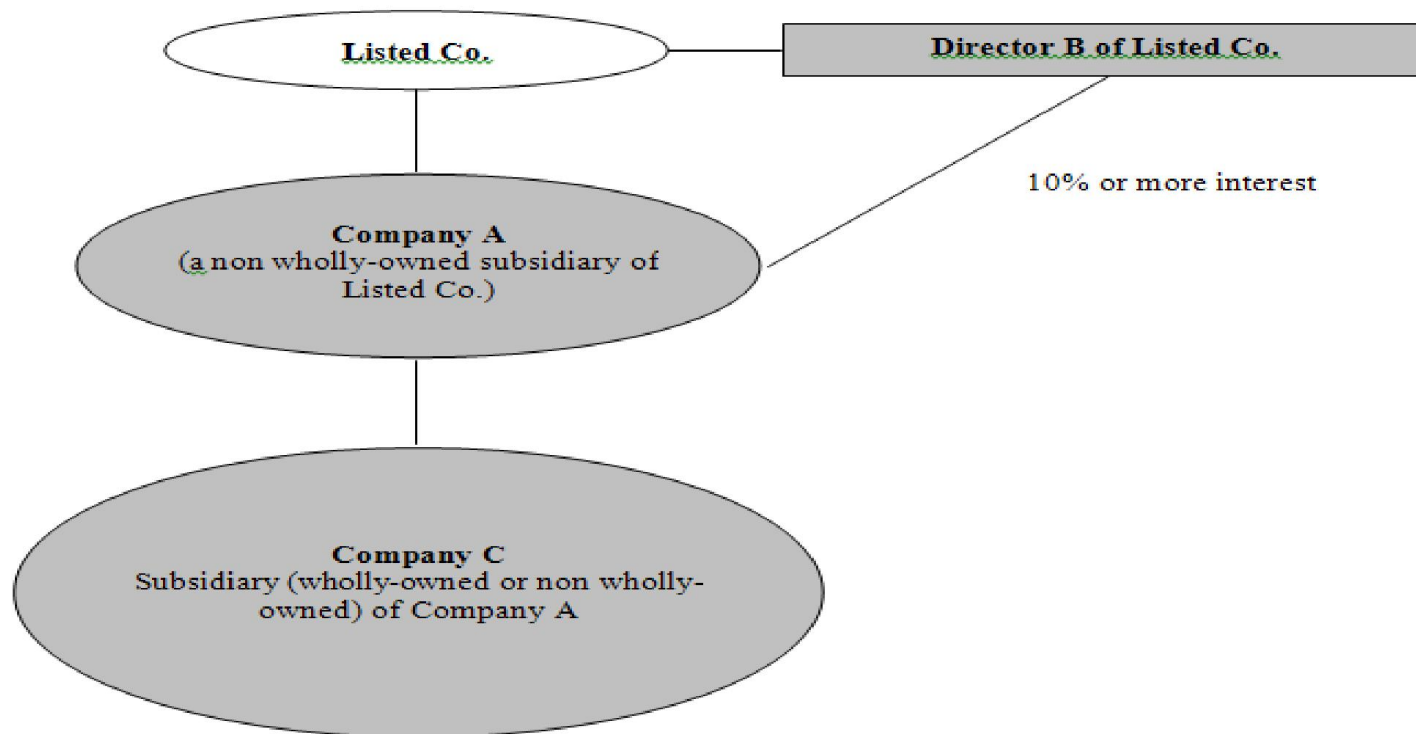 Listed Co.
Director B of Listed Co.
10% or more interest
Company A
(a non wholly-owned subsidiary of
Listed Co.)
Company C
Subsidiary (wholly-owned or non wholly-
owned) of Company A